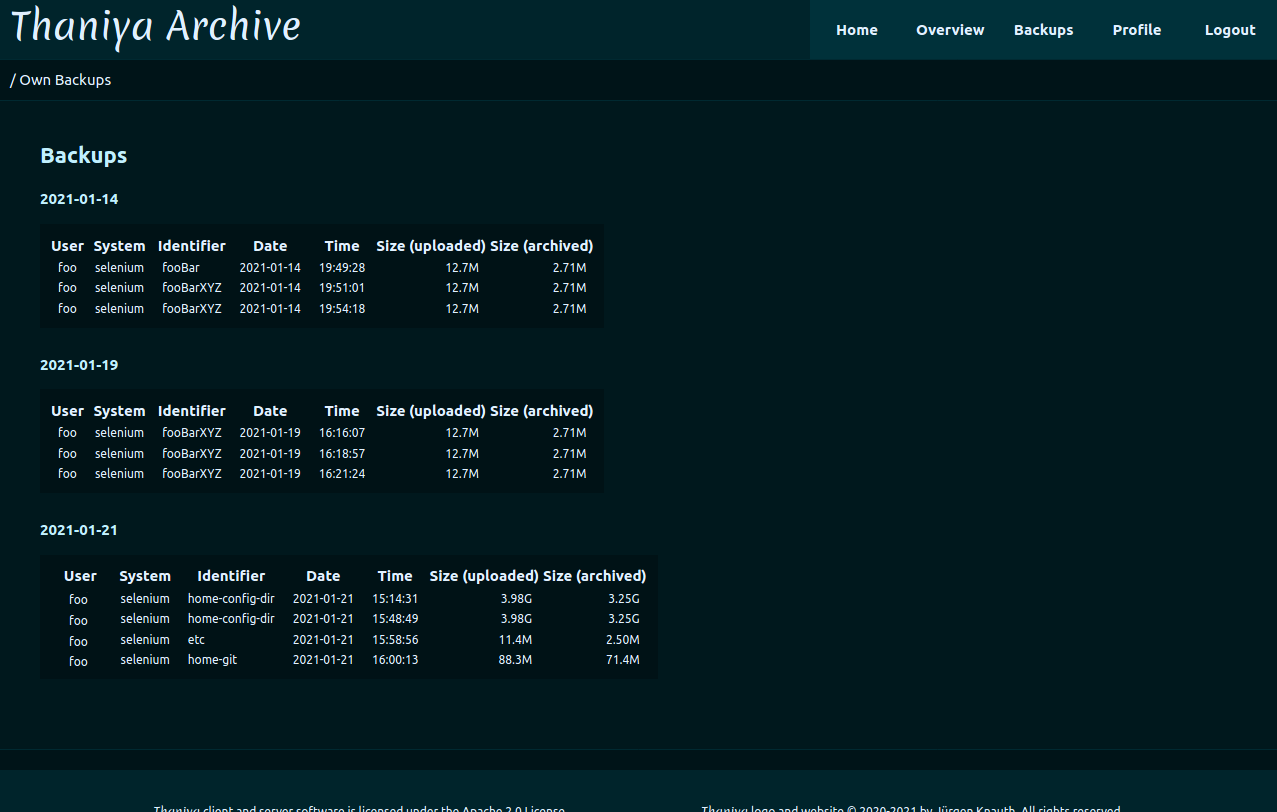 Thaniya Archive
Home Overview Backups Profile Logout
/ Own Backups
Backups
2021-01-14
User System Identifier Date Time Size (uploaded) Size (archived)
foo selenium fooBar 2021-01-14 19:49:28 12.7M 2.71M
foo selenium fooBarXYZ 2021-01-14 19:51:01 12.7M 2.71M
foo selenium fooBarXYZ 2021-01-14 19:54:18 12.7M 2.71M
2021-01-19
User System Identifier Date Time Size (uploaded) Size (archived)
foo selenium fooBarXYZ 2021-01-19 16:16:07 12.7M 2.71M
foo selenium fooBarXYZ 2021-01-19 16:18:57 12.7M 2.71M
foo selenium fooBarXYZ 2021-01-19 16:21:24 12.7M 2.71M
2021-01-21
User System Identifier Date Time Size (uploaded) Size (archived)
foo selenium home-config-dir 2021-01-21 15:14:31 3.98G 3.25G
foo selenium home-config-dir 2021-01-21 15:48:49 3.98G 3.25G
foo selenium etc 2021-01-21 15:58:56 11.4M 2.50M
foo selenium home-git 2021-01-21 16:00:13 88.3M 71.4M
Thaniya client and server software is licensed under the Apache 2.0 License. Thaniya logo and website © 2020-2021 by Jürgen Knauth. All rights reserved.